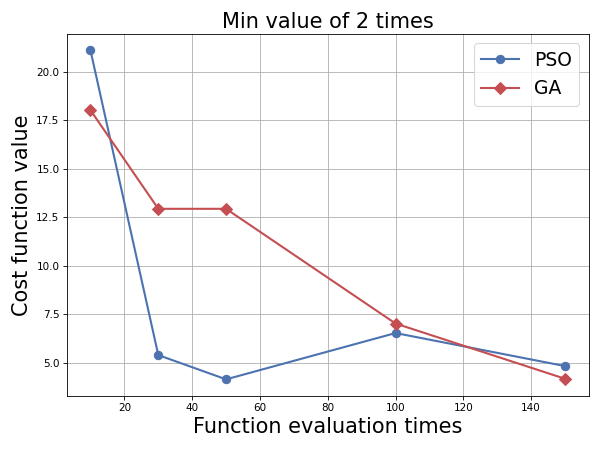 Min value of 2 times
PSO
GA
Cost function value
20.0
17.5
15.0
12.5
10.0
7.5
5.0
20 40 60 80 100 120 140
Function evaluation times